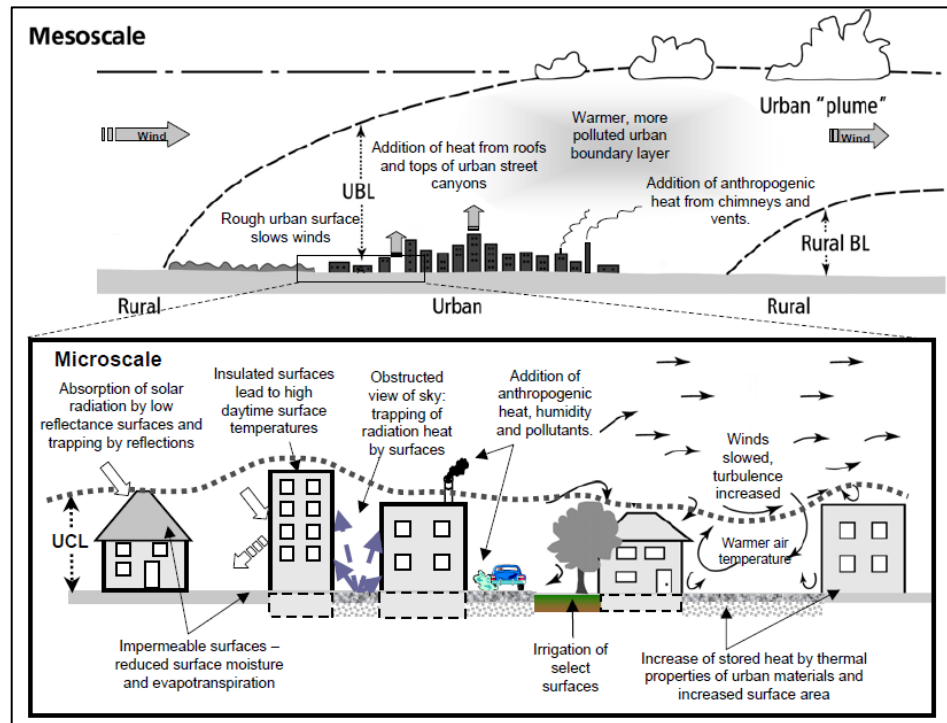 Mesoscale
Wind
UBL
Addition of heat from roofs
and tops of urban street
canyons
Warmer, more
polluted urban
boundary layer
Urban "plume"
Wind
Addition of anthropogenic
heat from chimneys and
vents.
Rough urban surface
slows winds
Rural BL
Rural
Urban
Rural
Microscale
Absorption of solar
radiation by low
reflectance surfaces and
trapping by reflections
Insulated surfaces
lead to high
daytime surface
temperatures
Obstructed
view of sky:
trapping of
radiation heat
by surfaces
Addition of
anthropogenic
heat, humidity
and pollutants.
Winds
slowed,
turbulence
increased
UCL
Warmer air
temperature
Impermeable surfaces –
reduced surface moisture
and evapotranspiration
Irrigation of
select
surfaces
Increase of stored heat by thermal
properties of urban materials and
increased surface area